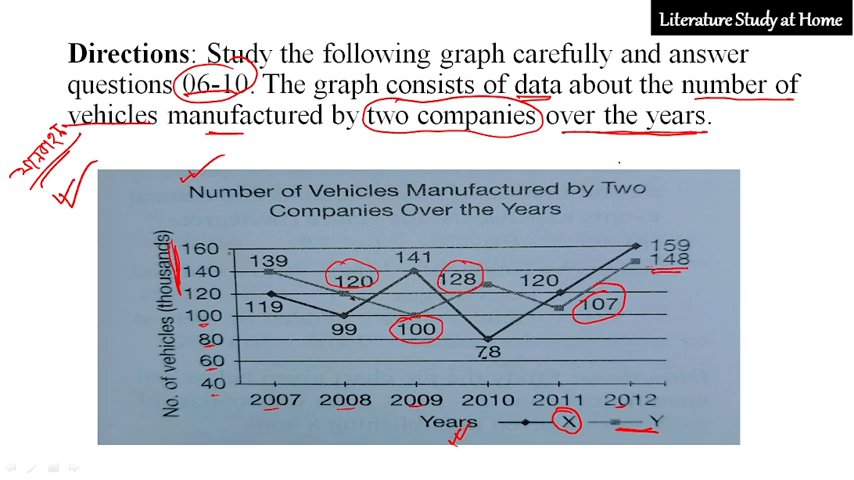 Literature Study at Home
Directions: Study the following graph carefully and answer
questions 06-10. The graph consists of data about the number of
vehicles manufactured by two companies over the years.
Number of Vehicles Manufactured by Two
Companies Over the Years
No. of vehicles (thousands)
160
140
120
100
80
60
40
139
119
120
99
141
100
128
78
120
107
159
148
2007 2008 2009 2010 2011 2012
Years X Y